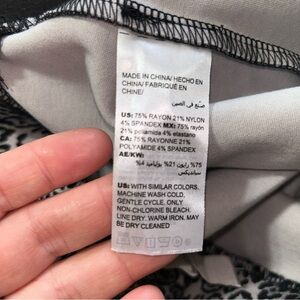 MADE IN CHINA/ HECHO EN
CHINA/ FABRIQUÉ EN
CHINE/
صنع في الصين
US: 75% RAYON 21% NYLON
4% SPANDEX MX: 75% rayón
21% poliamida 4% elastano
CA: 75% RAYONNE 21%
POLYAMIDE 4% SPANDEX
AE/KW:
75% رايون 21% بولياميد 4%
سباندكس
US: WITH SIMILAR COLORS.
MACHINE WASH COLD,
GENTLE CYCLE. ONLY
NON-CHLORINE BLEACH.
LINE DRY. WARM IRON. MAY
BE DRY CLEANED